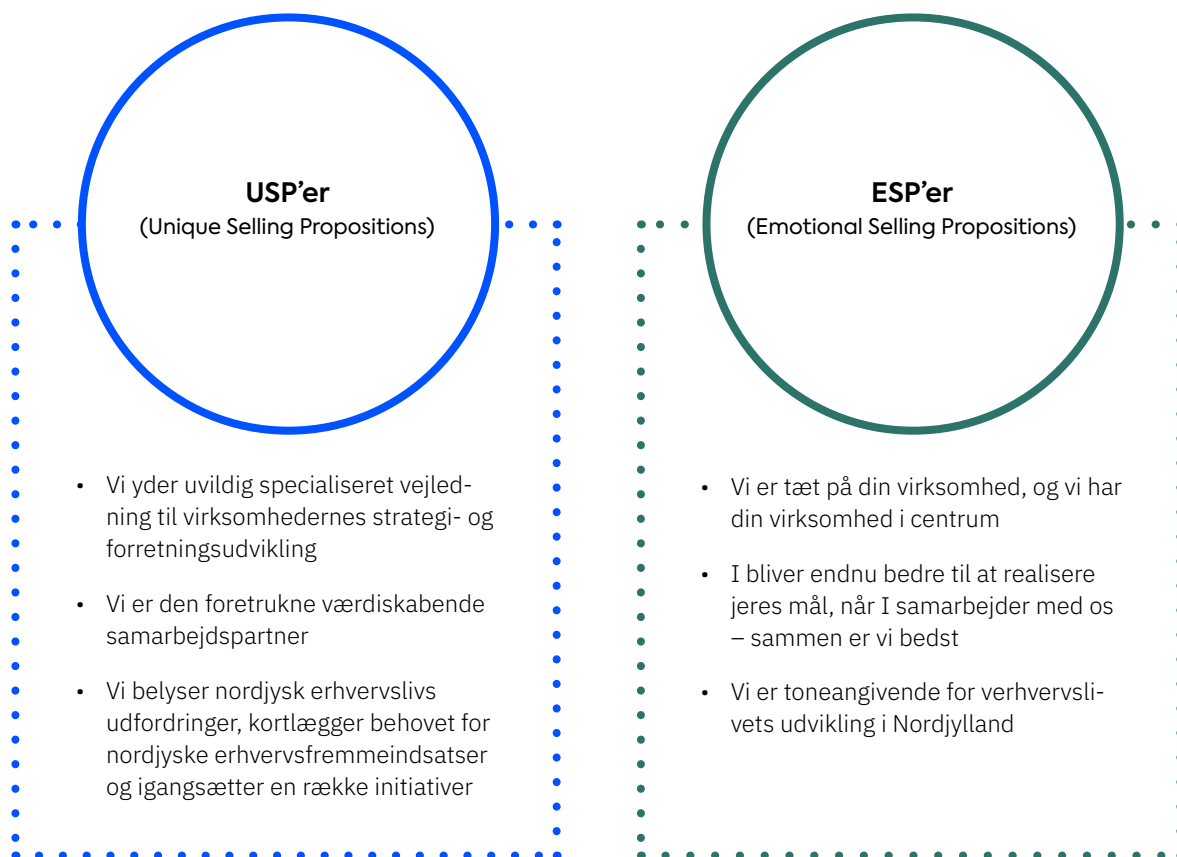 USP’er
(Unique Selling Propositions)
• Vi yder uvildig specialiseret vejled-
ning til virksomhedernes strategi- og
forretningsudvikling
• Vi er den foretrukne værdiskabende
samarbejdspartner
• Vi belyser nordjysk erhvervslivs
udfordringer, kortlægger behovet for
nordjyske erhvervsfremmeindsatser
og igangsætter en række initiativer
ESP’er
(Emotional Selling Propositions)
• Vi er tæt på din virksomhed, og vi har
din virksomhed i centrum
• I bliver endnu bedre til at realisere
jeres mål, når I samarbejder med os
– sammen er vi bedst
• Vi er toneangivende for verhvervsli-
vets udvikling i Nordjylland